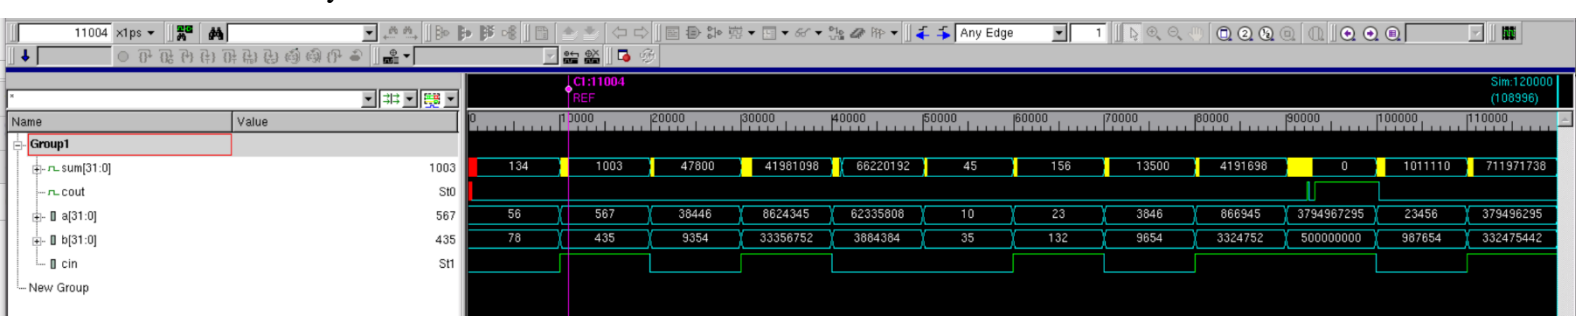 11004 x1ps Any Edge 1
C1:11004 Sim:120000
REF (108996)
*
Name Value 0 10000 20000 30000 40000 50000 60000 70000 80000 90000 100000 110000
Group1
sum[31:0] 1003 134 1003 47800 41981098 66220192 45 156 13500 4191698 0 1011110 711971738
cout St0
a[31:0] 567 56 567 38446 8624345 62335808 10 23 3846 866945 3794967295 23456 379496295
b[31:0] 435 78 435 9354 33356752 3884384 35 132 9654 3324752 500000000 987654 332475442
cin St1
New Group